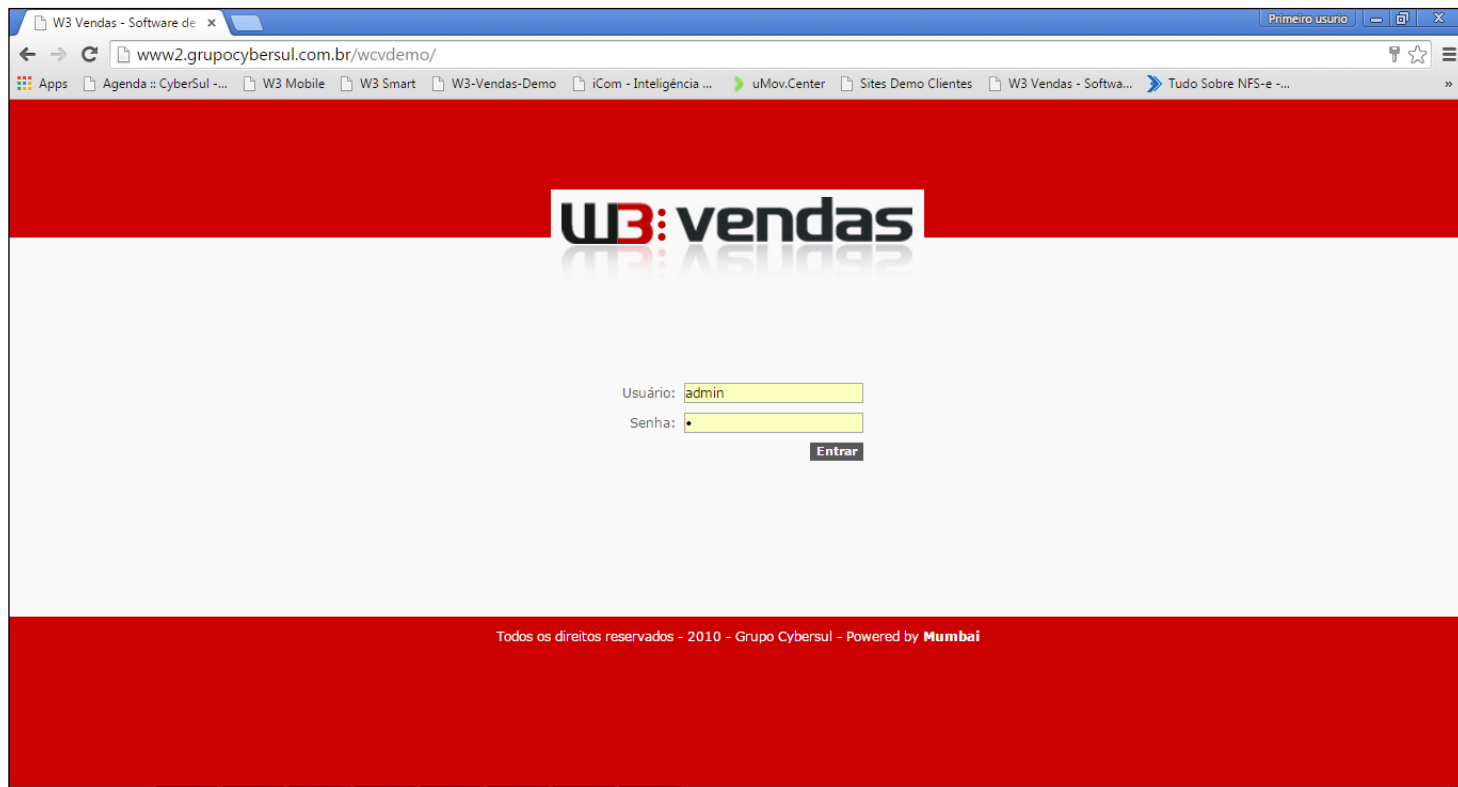 W3 Vendas - Software de
Primeiro usurio
www2.grupocybersul.com.br/wcvdemo/
Apps Agenda :: CyberSul -... W3 Mobile W3 Smart W3-Vendas-Demo iCom - Inteligência ... uMov.Center Sites Demo Clientes W3 Vendas - Softwa... Tudo Sobre NFS-e -... »
W3: vendas
Usuário: admin
Senha: •
Entrar
Todos os direitos reservados - 2010 - Grupo Cybersul - Powered by Mumbai